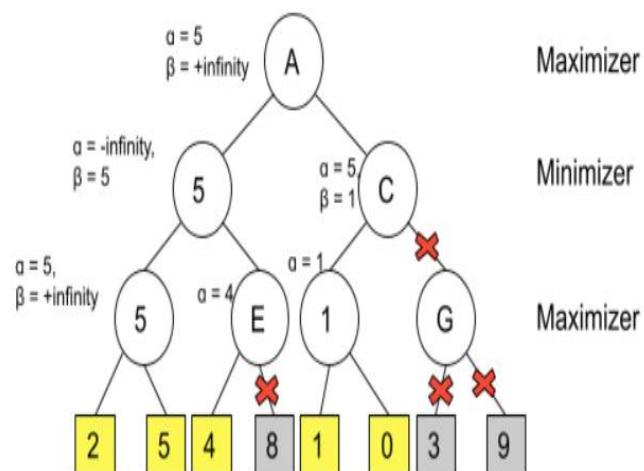 α = 5
β = +infinity
A
Maximizer
α = -infinity,
β = 5
5
α = 5,
β = 1
C
Minimizer
α = 5,
β = +infinity
5
α = 4
E
α = 1
1
G
Maximizer
2 5 4 8 1 0 3 9